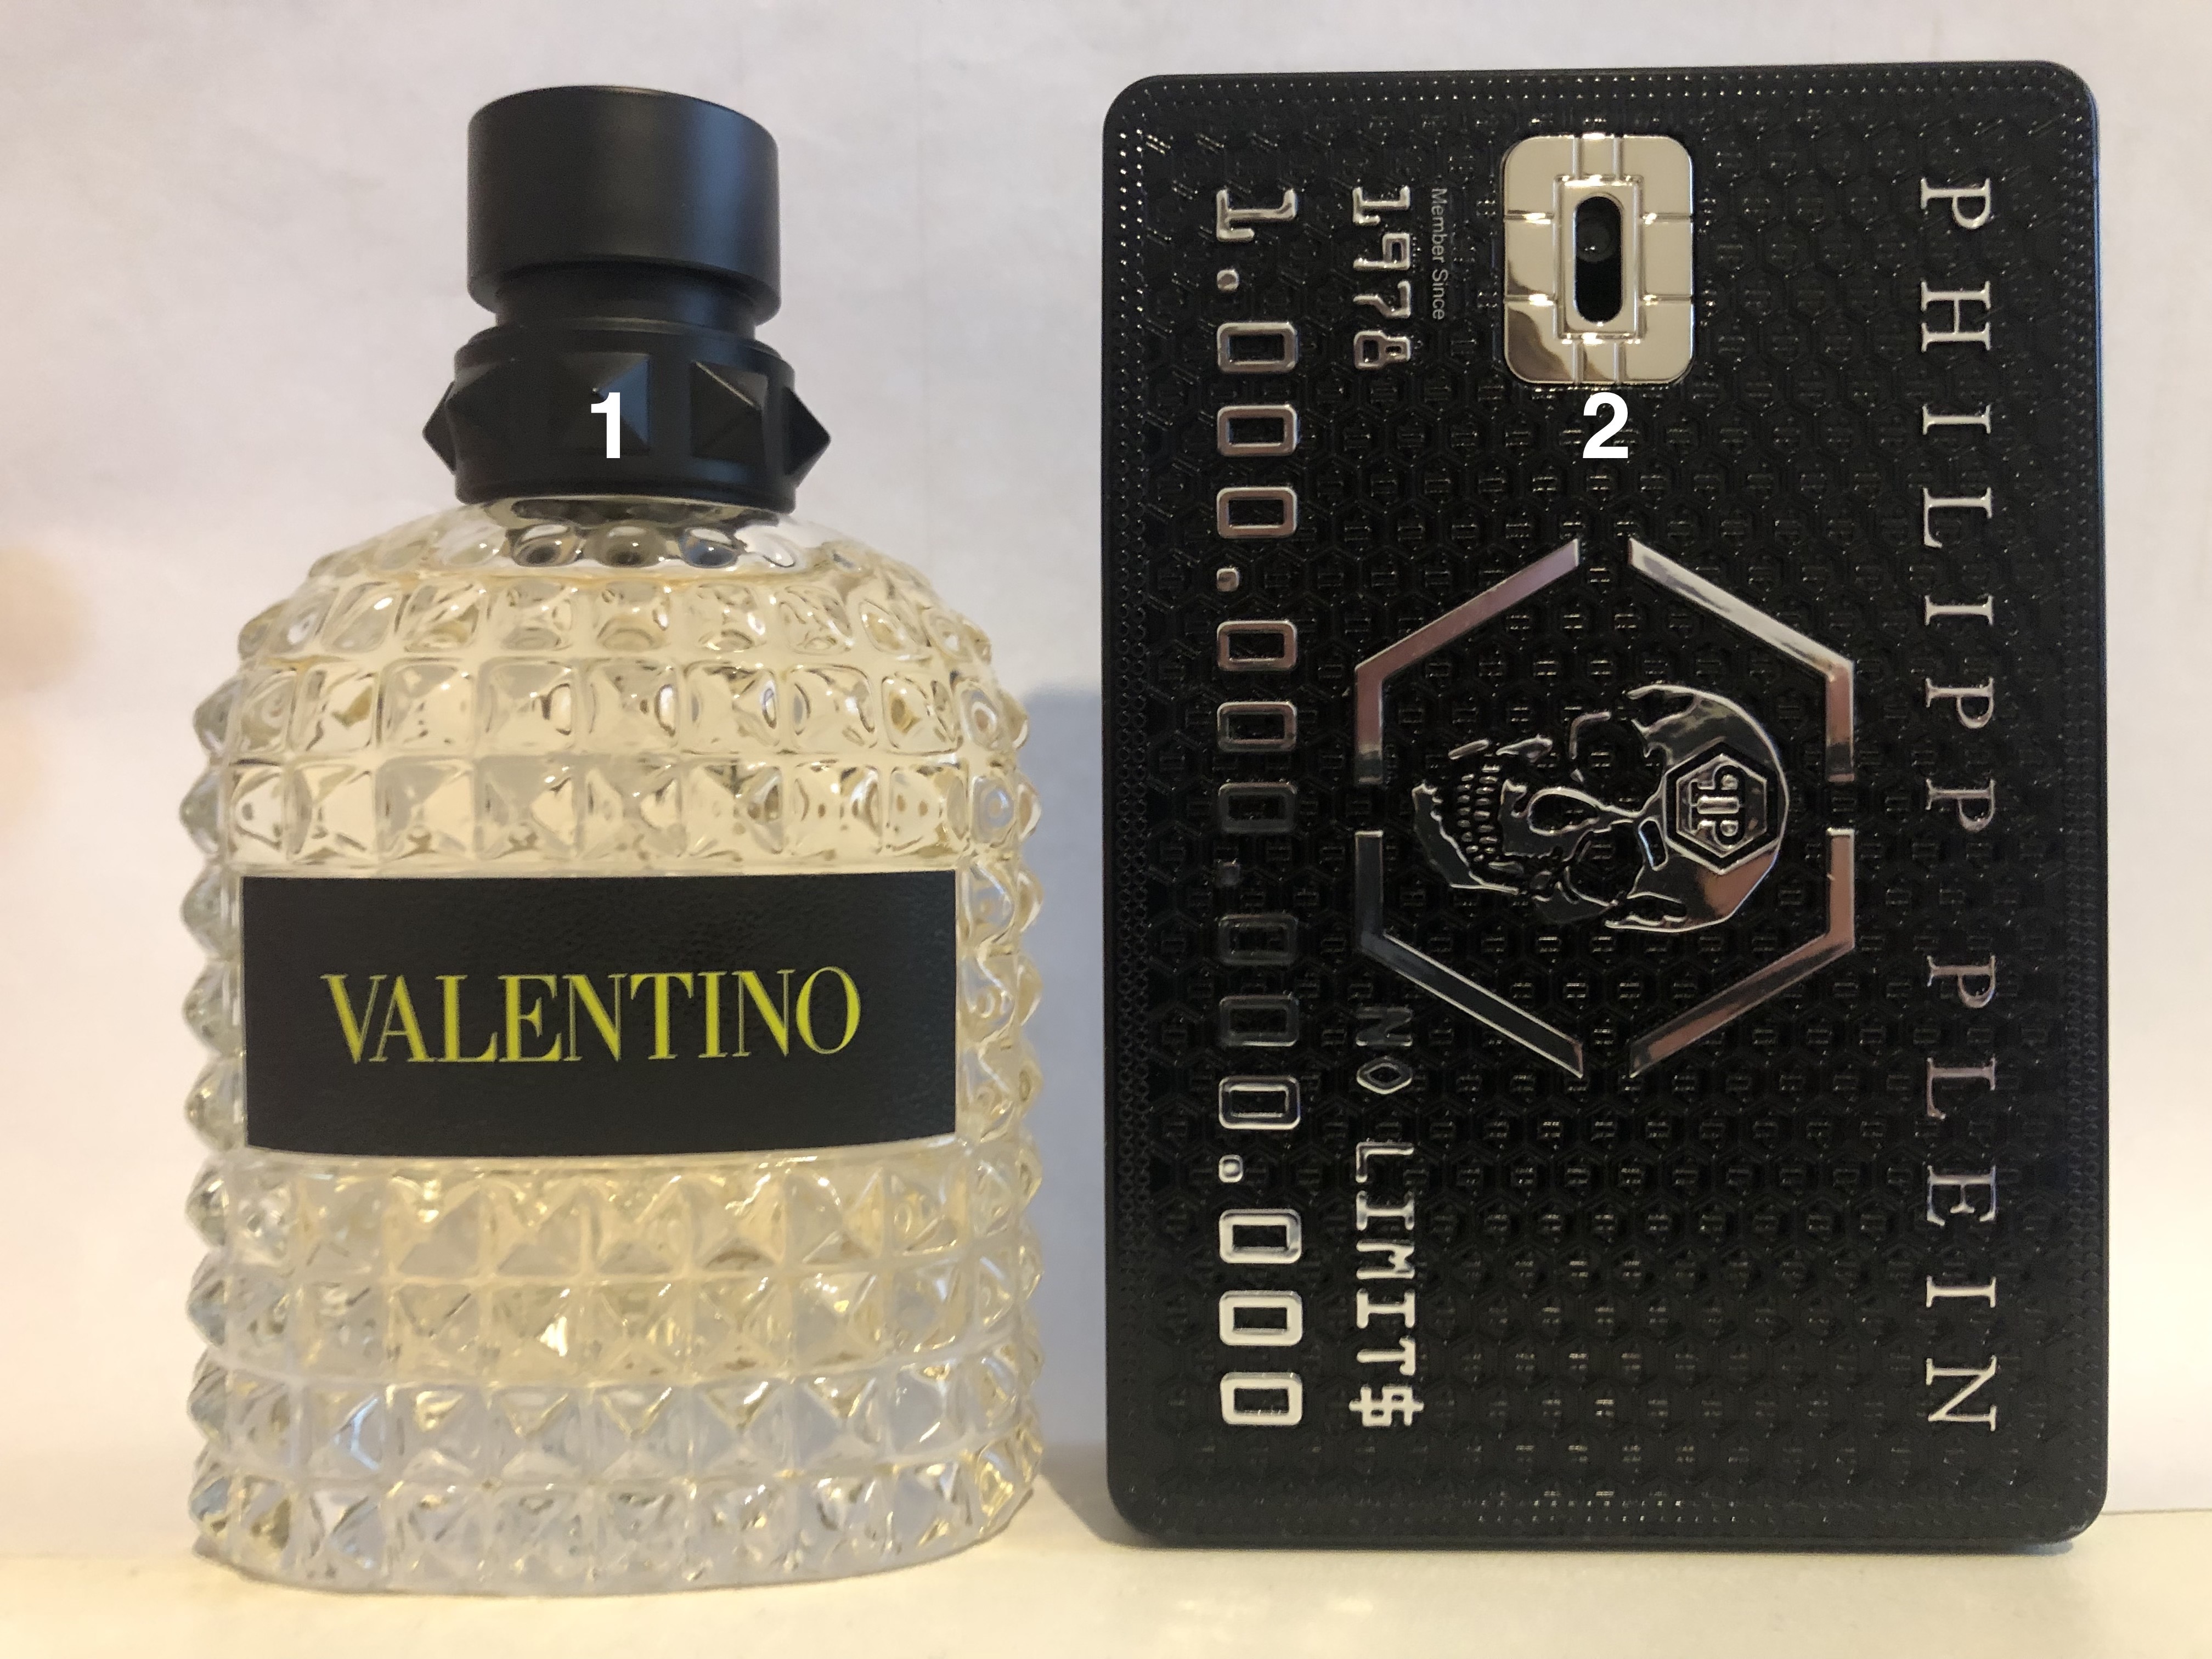 1
VALENTINO
2
PHILIPP PLEIN
Member Since
1978
NO LIMIT$
1.000.000.000.000